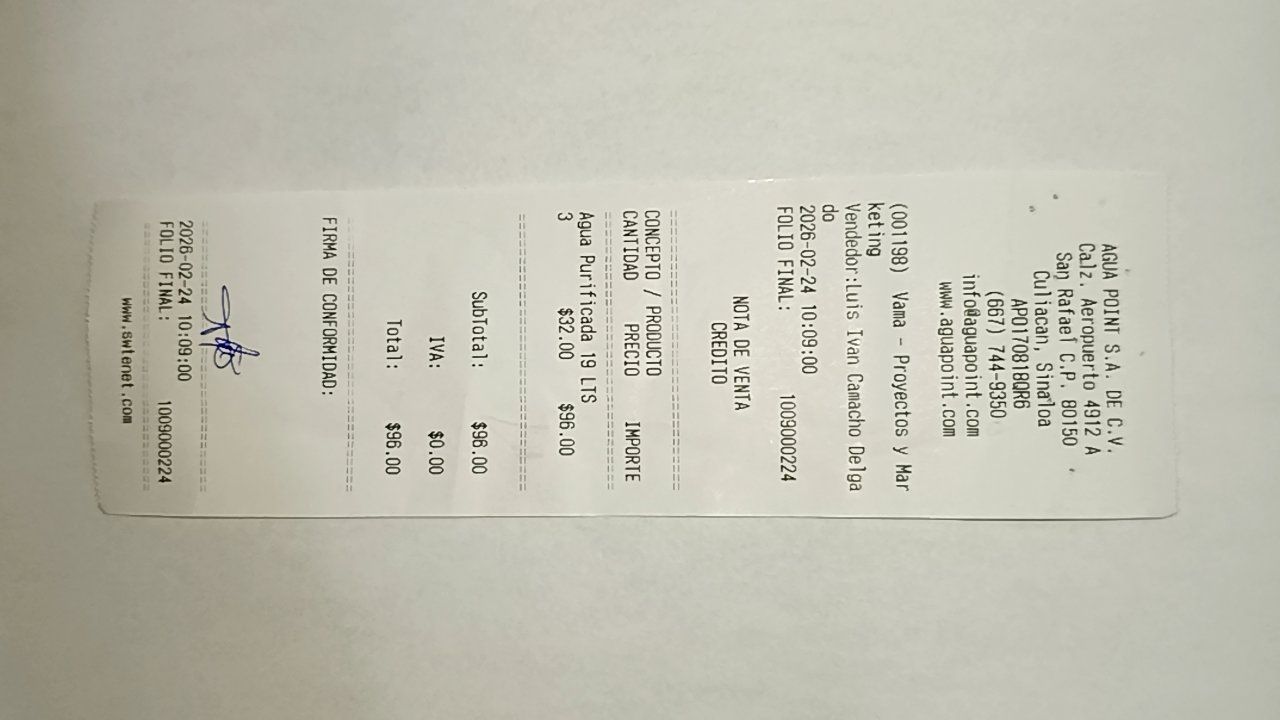 AGUA POINT S.A. DE C.V.
Calz. Aeropuerto 4912 A
San Rafael C.P. 80150
Culiacan, Sinaloa
APO170818QR6
(667) 744-9350
info@aguapoint.com
www.aguapoint.com
(001198) Vama - Proyectos y Mar
keting
Vendedor:Luis Ivan Camacho Delga
do
2026-02-24 10:09:00
FOLIO FINAL: 1009000224
NOTA DE VENTA
CREDITO
CONCEPTO / PRODUCTO
CANTIDAD PRECIO IMPORTE
Agua Purificada 19 LTS
3 $32.00 $96.00
SubTotal: $96.00
IVA: $0.00
Total: $96.00
FIRMA DE CONFORMIDAD:
2026-02-24 10:09:00
FOLIO FINAL: 1009000224
www.swtenet.com